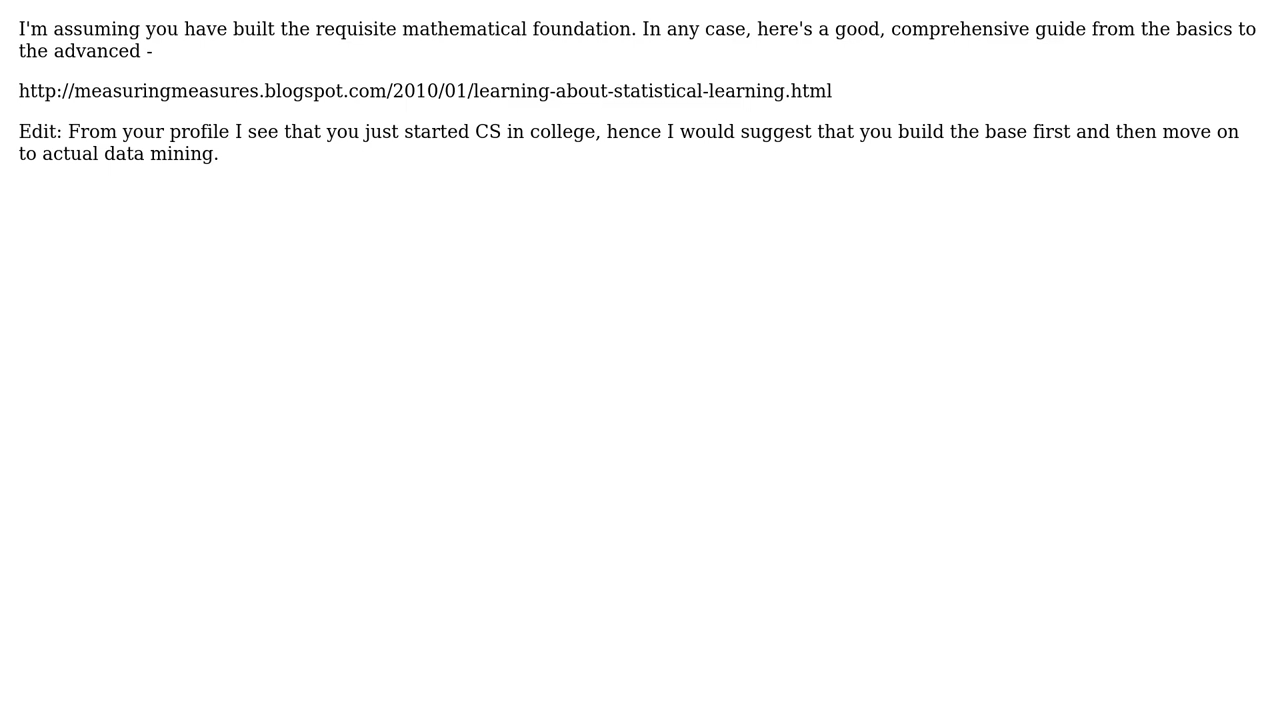 I'm assuming you have built the requisite mathematical foundation. In any case, here's a good, comprehensive guide from the basics to
the advanced -
http://measuringmeasures.blogspot.com/2010/01/learning-about-statistical-learning.html
Edit: From your profile I see that you just started CS in college, hence I would suggest that you build the base first and then move on
to actual data mining.